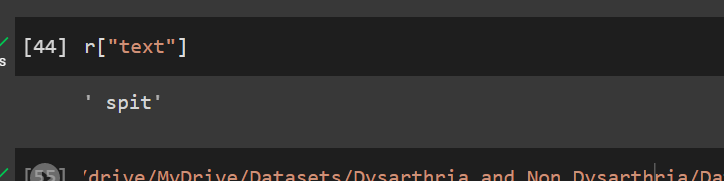 [44] r["text"]
s
' spit'
[55] '/drive/MyDrive/Datasets/Dysarthria and Non Dysarthria/Da